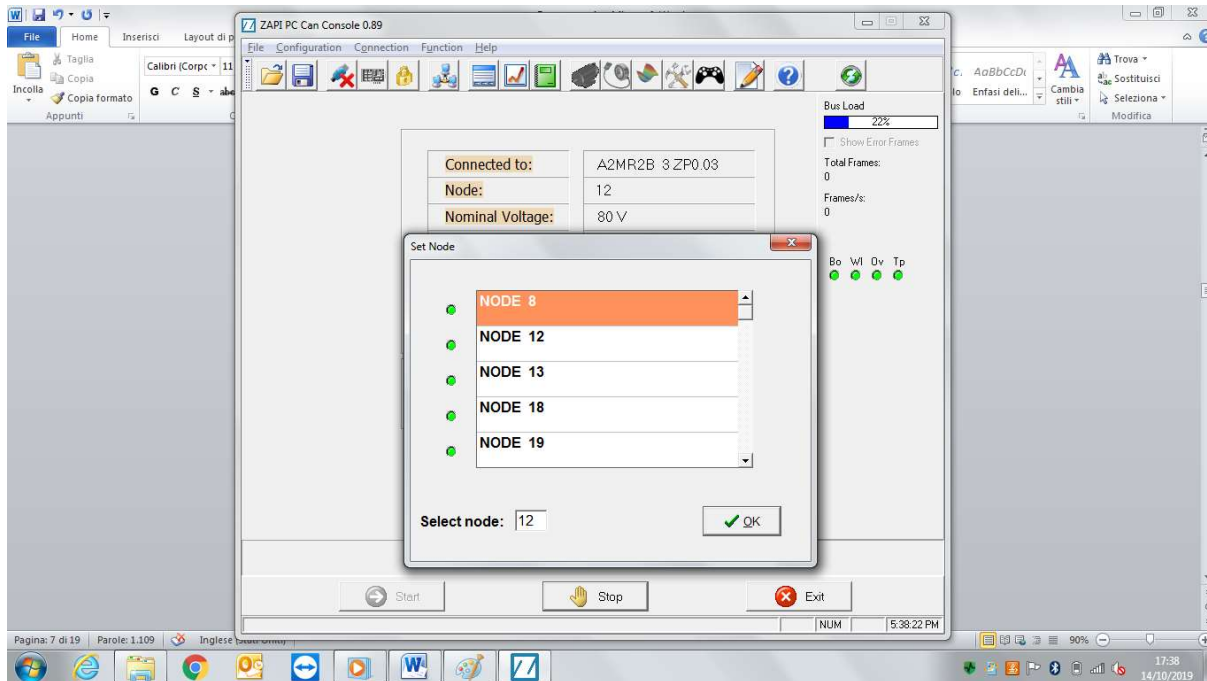 File Home Inserisci Layout di p
Taglia
Copia
Copia formato
Incolla
Appunti
Calibri (Corpc 11
G C S abe
ZAPI PC Can Console 0.89
File Configuration Connection Function Help
Connected to: A2MR2B 3 ZP0.03
Node: 12
Nominal Voltage: 80 V
Bus Load
22%
Show Error Frames
Total Frames:
0
Frames/s:
0
Bo Wl Ov Tp
Set Node
NODE 8
NODE 12
NODE 13
NODE 18
NODE 19
Select node: 12
OK
Start
Stop
Exit
NUM 5:38:22 PM
AaBbCcDt
Enfasi deli...
Cambia
stili
Trova
Sostituisci
Seleziona
Modifica
Pagina: 7 di 19 Parole: 1.109 Inglese
90%
17:38
14/10/2019